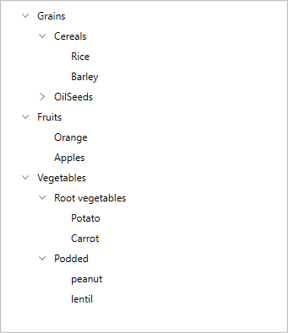 Grains
Cereals
Rice
Barley
OilSeeds
Fruits
Orange
Apples
Vegetables
Root vegetables
Potato
Carrot
Podded
peanut
lentil